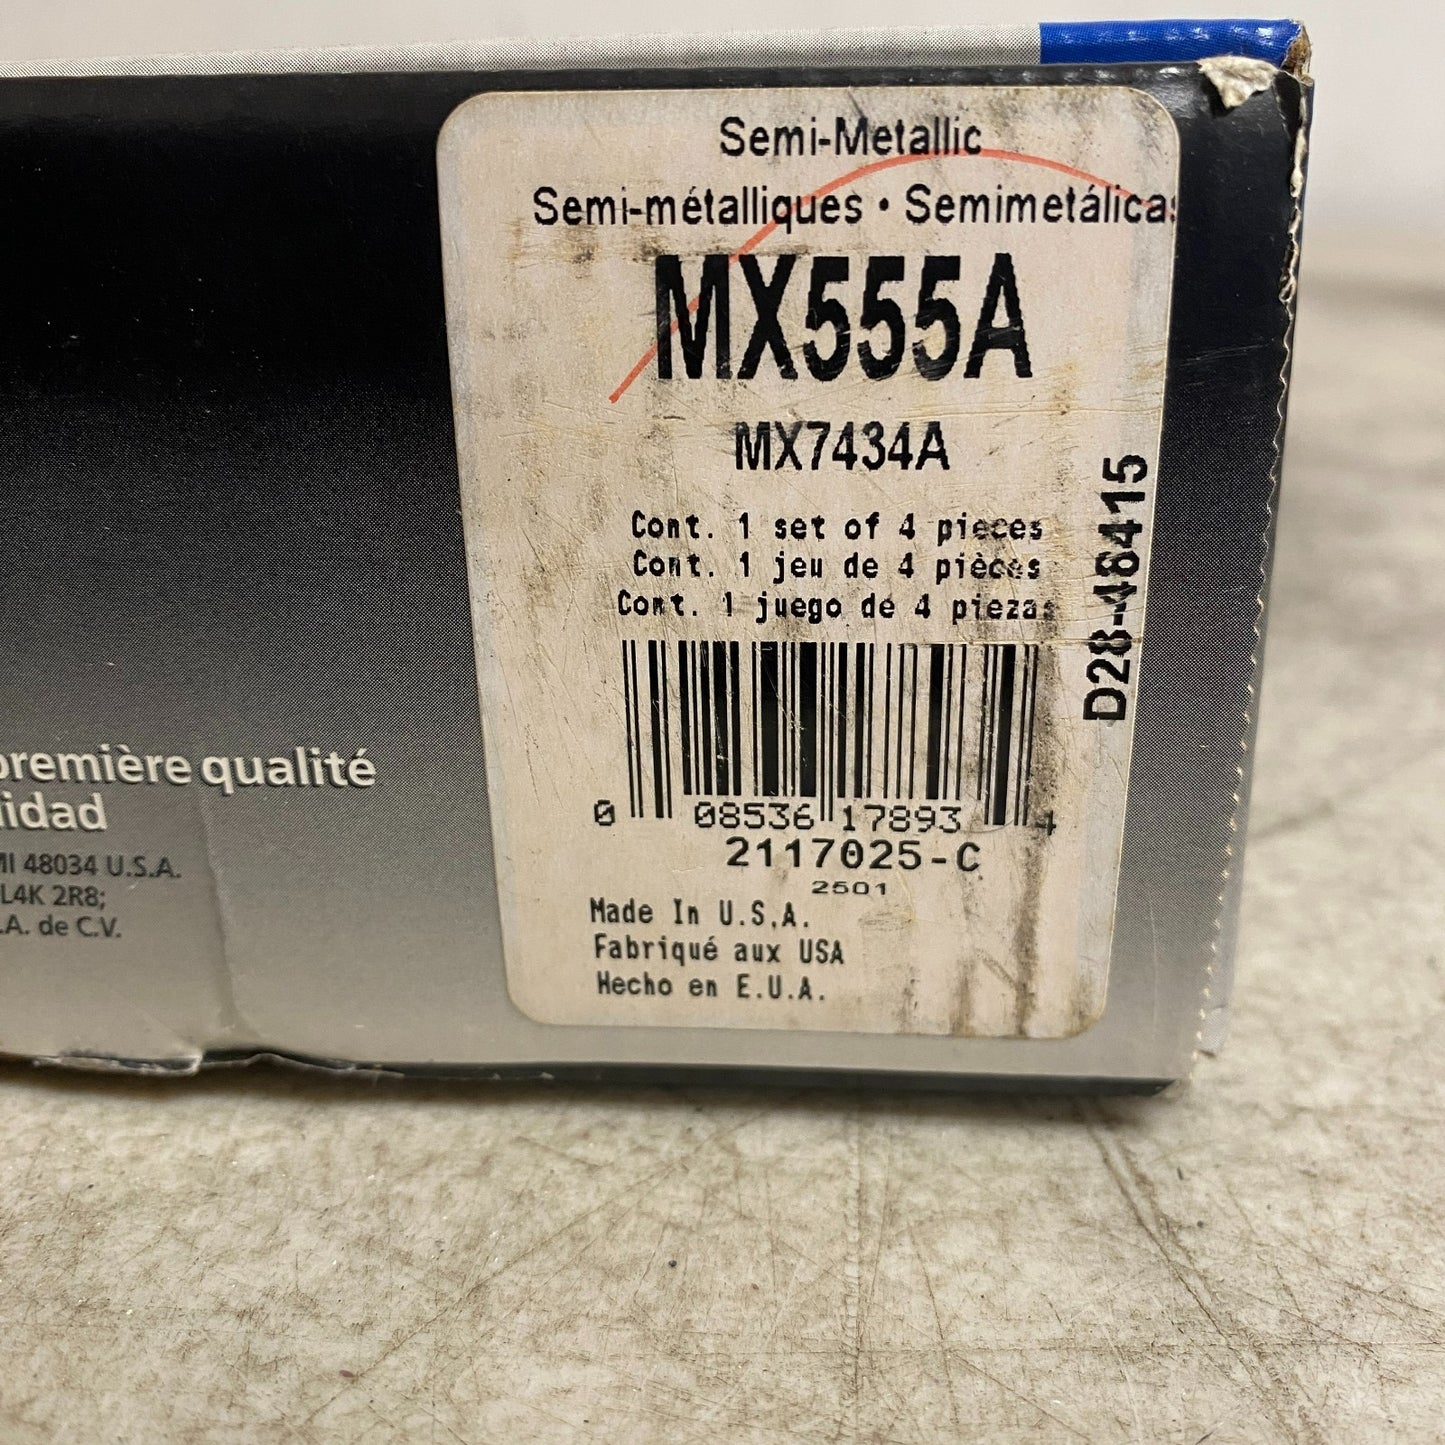 Semi-Metallic
Semi-métalliques • Semimetálicas
MX555A
MX7434A
Cont. 1 set of 4 pieces
Cont. 1 jeu de 4 pièces
Cont. 1 juego de 4 piezas
D28-48415
0 08536 17893 4
2117025-C
2501
Made In U.S.A.
Fabriqué aux USA
Hecho en E.U.A.
première qualité
lidad
MI 48034 U.S.A.
L4K 2R8;
.A. de C.V.